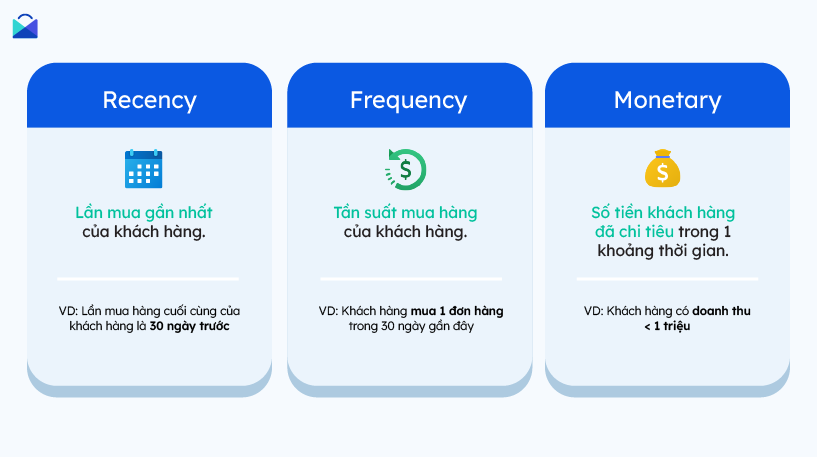 Recency
Lần mua gần nhất
của khách hàng.
VD: Lần mua hàng cuối cùng của
khách hàng là 30 ngày trước
Frequency
$
Tần suất mua hàng
của khách hàng.
VD: Khách hàng mua 1 đơn hàng
trong 30 ngày gần đây
Monetary
$
Số tiền khách hàng
đã chi tiêu trong 1
khoảng thời gian.
VD: Khách hàng có doanh thu
< 1 triệu